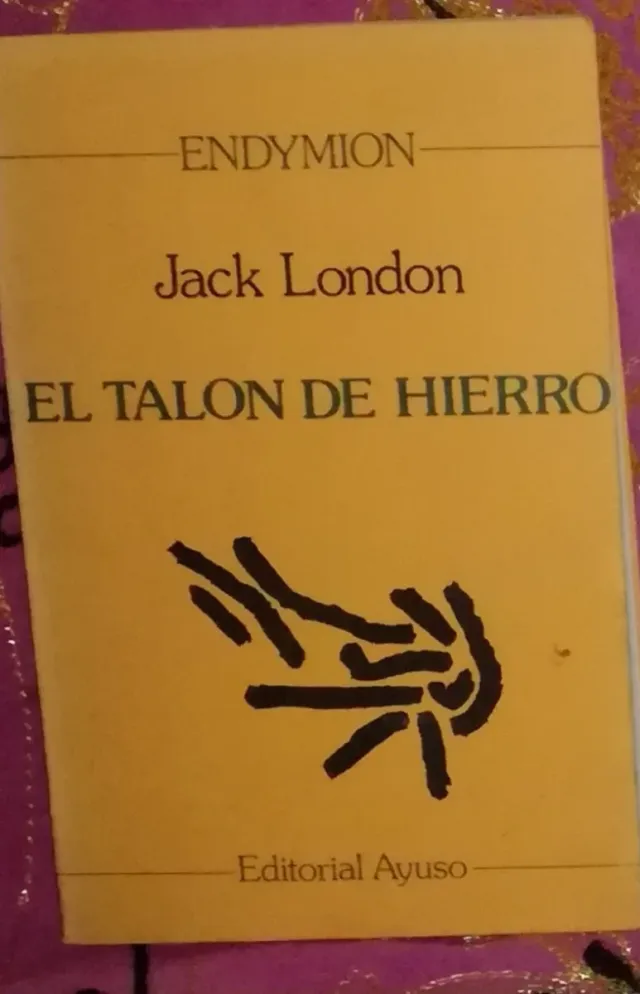 ENDYMION
Jack London
EL TALON DE HIERRO
Editorial Ayuso